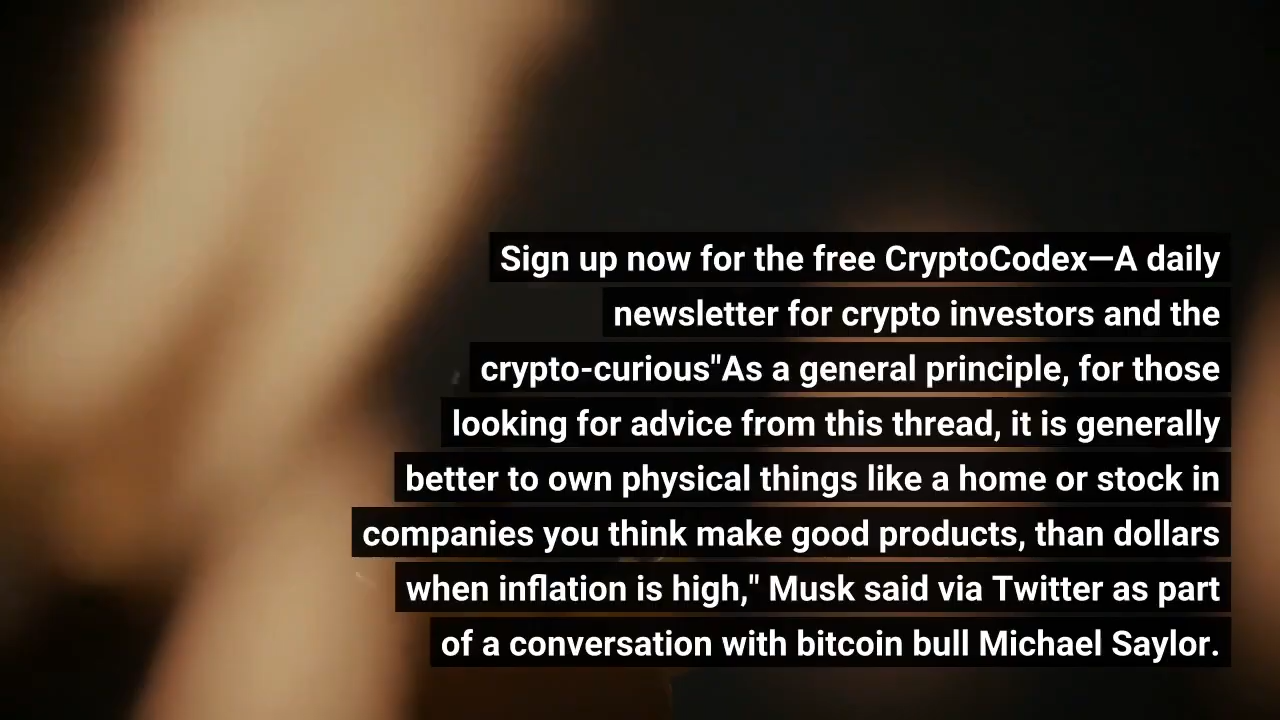 Sign up now for the free CryptoCodex—A daily
newsletter for crypto investors and the
crypto-curious"As a general principle, for those
looking for advice from this thread, it is generally
better to own physical things like a home or stock in
companies you think make good products, than dollars
when inflation is high," Musk said via Twitter as part
of a conversation with bitcoin bull Michael Saylor.